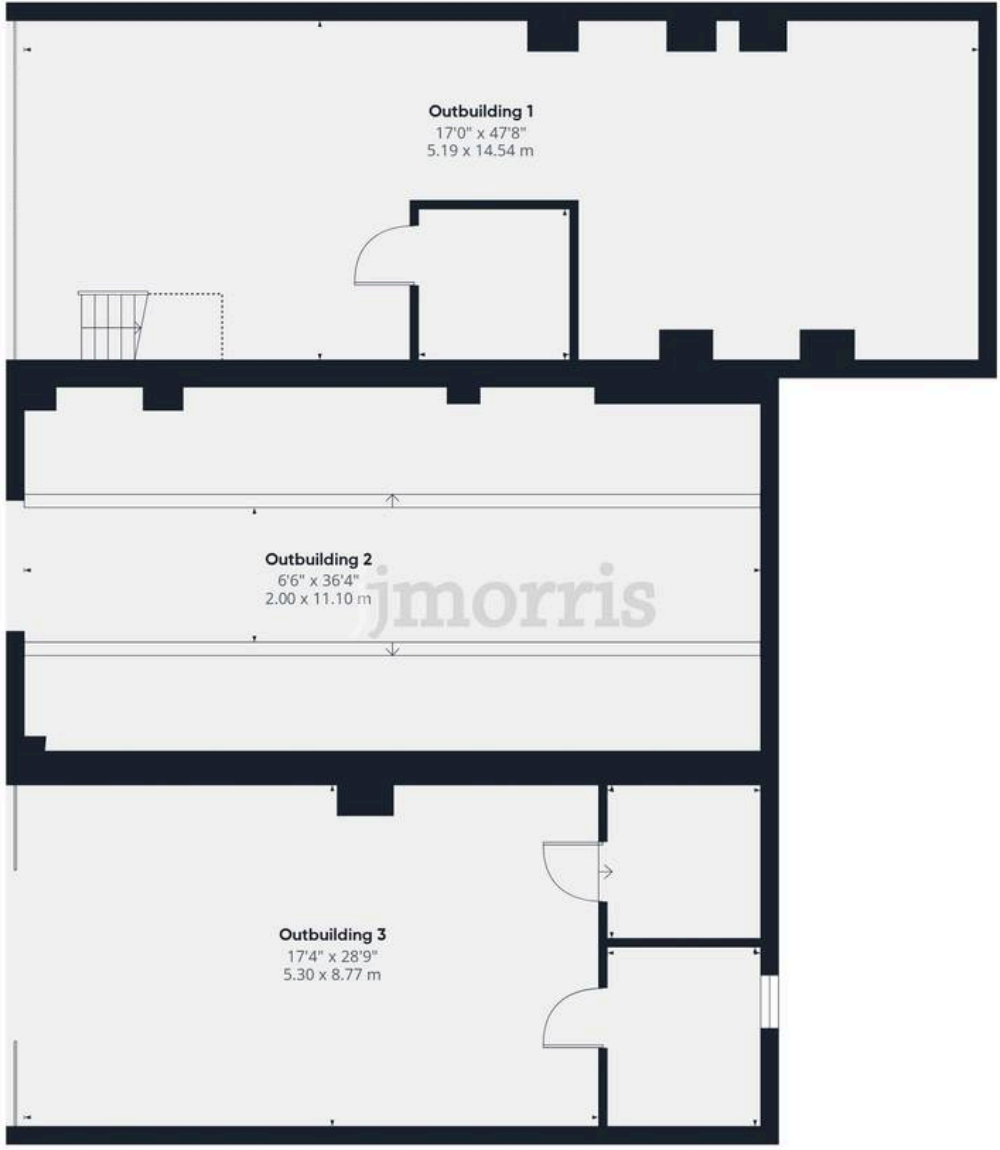 Outbuilding 1
17'0" x 47'8"
5.19 x 14.54 m
Outbuilding 2
6'6" x 36'4"
2.00 x 11.10 m
jjmorris
Outbuilding 3
17'4" x 28'9"
5.30 x 8.77 m